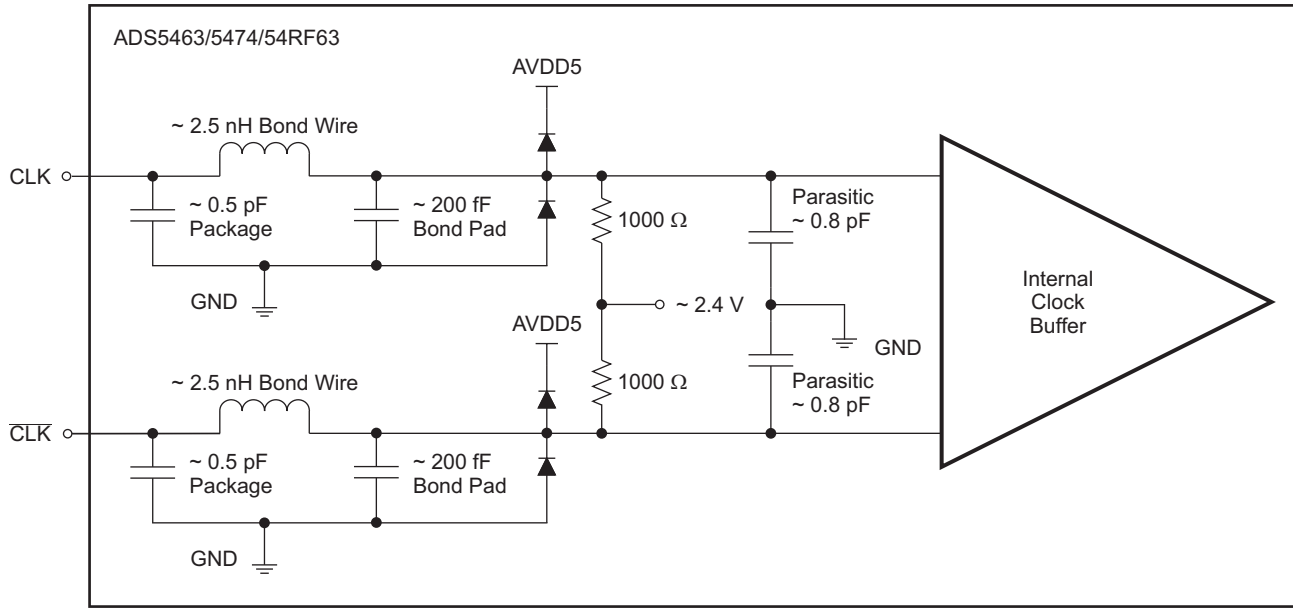 ADS5463/5474/54RF63
AVDD5
~ 2.5 nH Bond Wire
CLK
~ 0.5 pF
Package
~ 200 fF
Bond Pad
1000 Ω
Parasitic
~ 0.8 pF
GND
~ 2.4 V
Internal
Clock
Buffer
AVDD5
GND
~ 2.5 nH Bond Wire
1000 Ω
Parasitic
~ 0.8 pF
C̅L̅K̅
~ 0.5 pF
Package
~ 200 fF
Bond Pad
GND